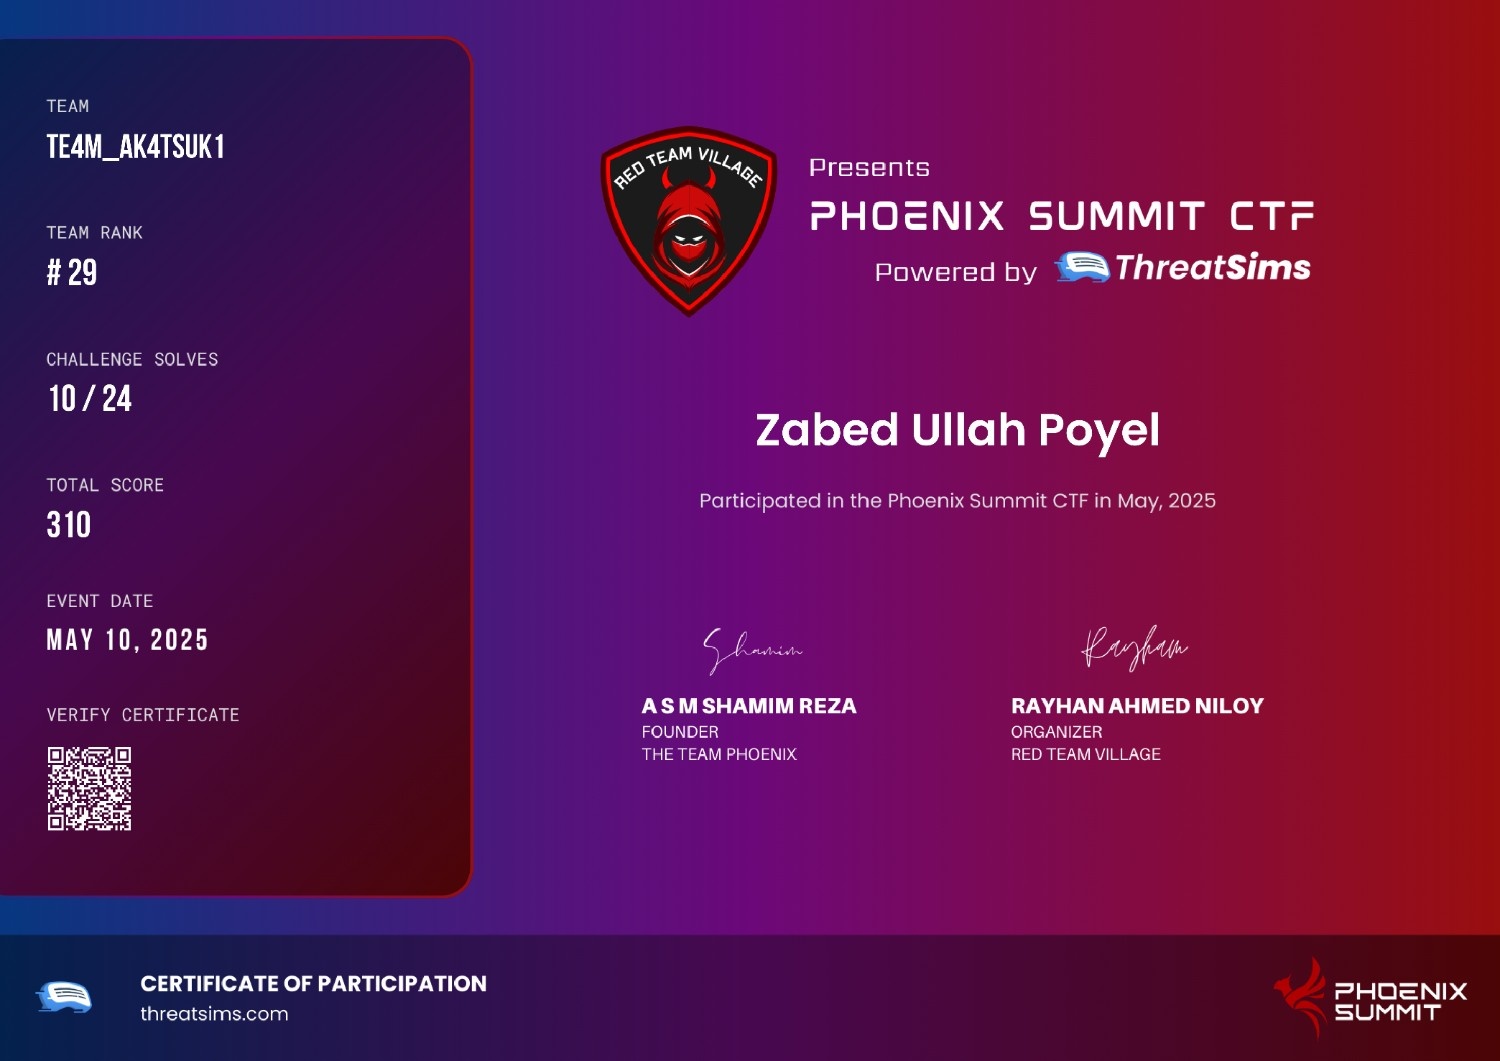 TEAM
TE4M_AK4TSUK1
TEAM RANK
# 29
CHALLENGE SOLVES
10 / 24
TOTAL SCORE
310
EVENT DATE
MAY 10, 2025
VERIFY CERTIFICATE
RED TEAM VILLAGE
Presents
PHOENIX SUMMIT CTF
Powered by ThreatSims
Zabed Ullah Poyel
Participated in the Phoenix Summit CTF in May, 2025
Shamim
A S M SHAMIM REZA
FOUNDER
THE TEAM PHOENIX
Rayham
RAYHAN AHMED NILOY
ORGANIZER
RED TEAM VILLAGE
CERTIFICATE OF PARTICIPATION
threatsims.com
PHOENIX
SUMMIT